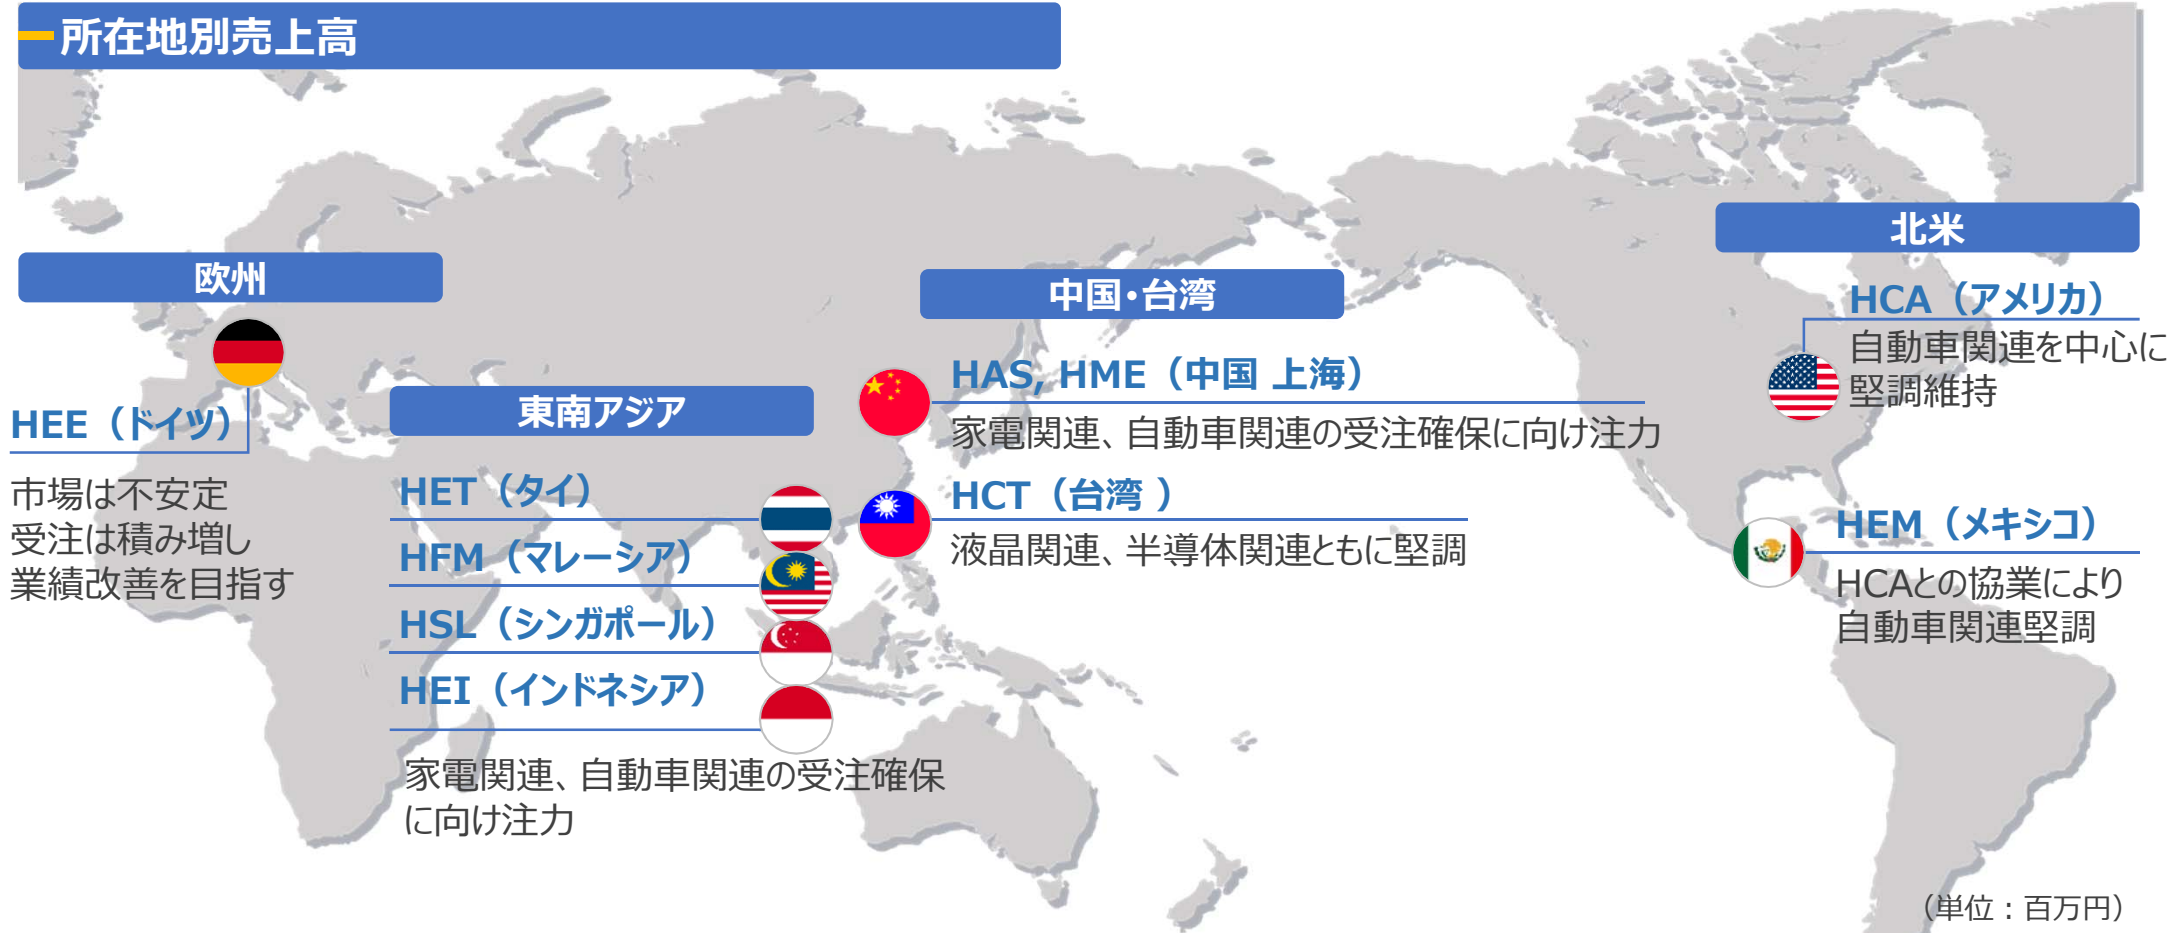 所在地別売上高
欧州
HEE（ドイツ）
市場は不安定
受注は積み増し
業績改善を目指す
東南アジア
HET（タイ）
HFM（マレーシア）
HSL（シンガポール）
HEI（インドネシア）
家電関連、自動車関連の受注確保
に向け注力
中国・台湾
HAS, HME（中国 上海）
家電関連、自動車関連の受注確保に向け注力
HCT（台湾 ）
液晶関連、半導体関連ともに堅調
北米
HCA（アメリカ）
自動車関連を中心に
堅調維持
HEM（メキシコ）
HCAとの協業により
自動車関連堅調
（単位：百万円）